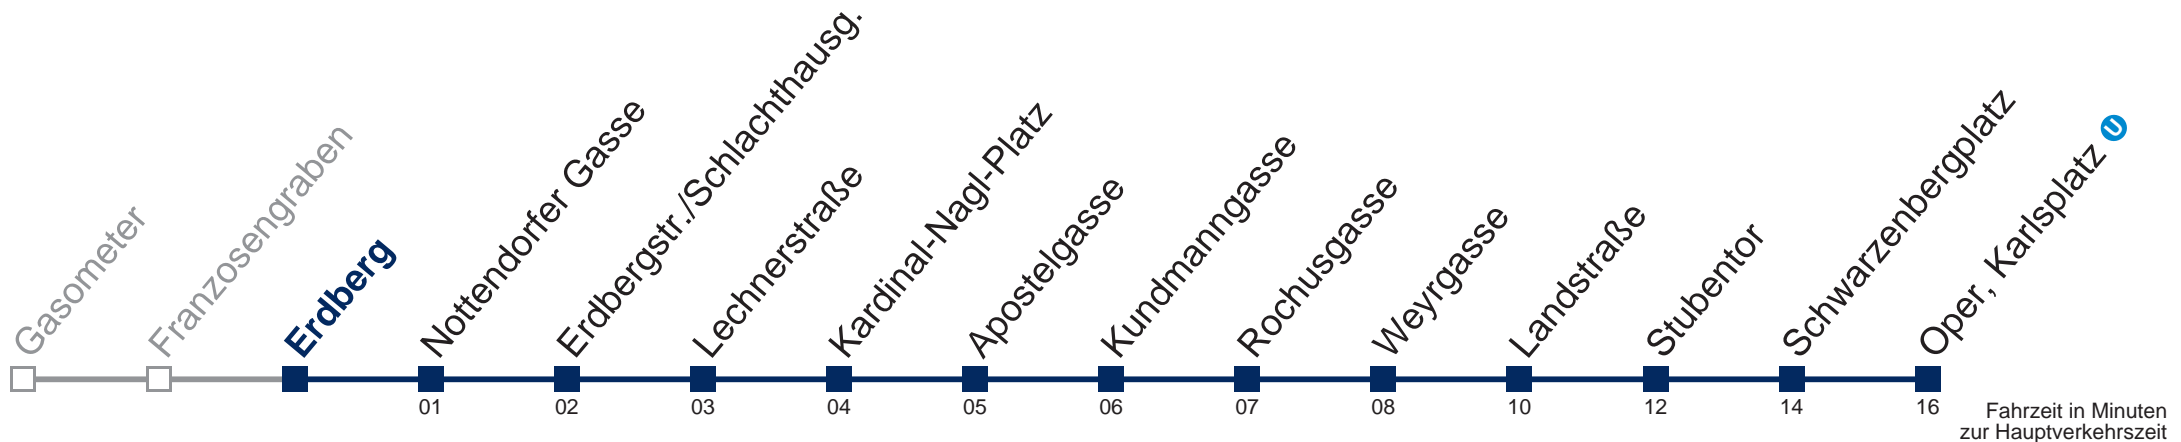 Gasometer
Franzosengraben
Erdberg
Nottendorfer Gasse
Erdbergstr./Schlachthausg.
Lechnerstraße
Kardinal-Nagl-Platz
Apostelgasse
Kundmanngasse
Rochusgasse
Weyrgasse
Landstraße
Stubentor
Schwarzenbergplatz
Oper, Karlsplatz U
01 02 03 04 05 06 07 08 10 12 14 16
Fahrzeit in Minuten
zur Hauptverkehrszeit